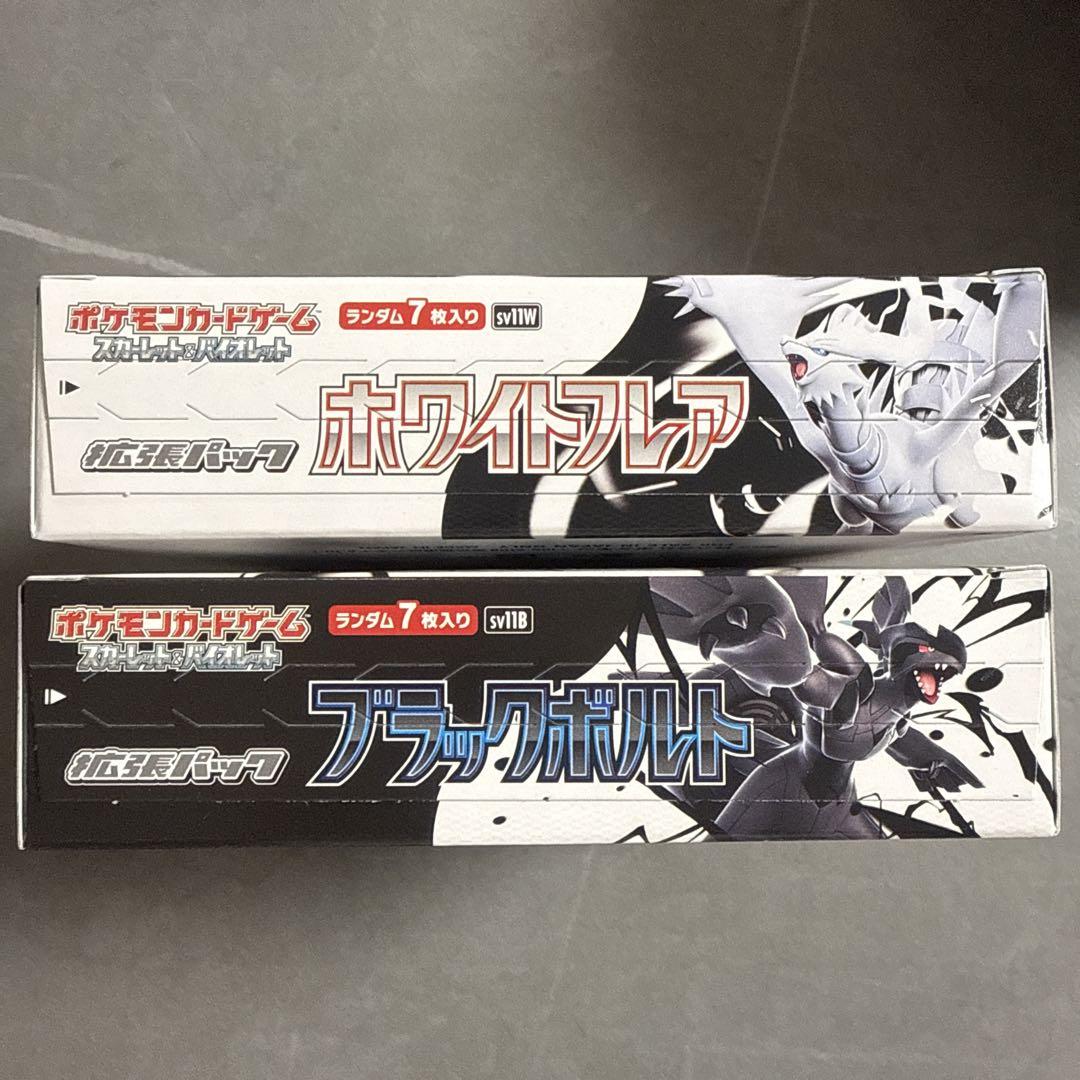 ポケモンカードゲーム
スカーレット&バイオレット
ランダム7枚入り
sv11W
拡張パック
ホワイトフレア
ポケモンカードゲーム
スカーレット&バイオレット
ランダム7枚入り
sv11B
拡張パック
ブラックボルト